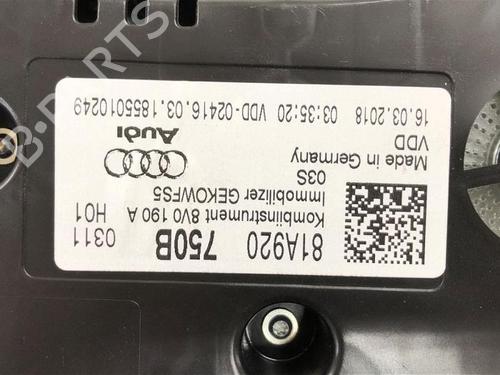 81A920 750B 0311
Kombiinstrument 8V0 190 A H01
Immobilizer GEKOWFS5
03S
Made in Germany
VDD
16.03.2018 03:35:20 VDD-02416.03.1855010249
Audi
B-PARTS